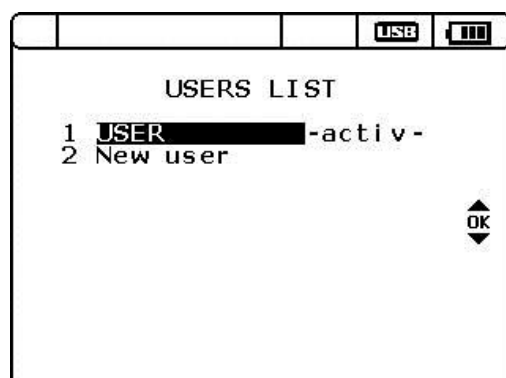 USB
USERS LIST
1 USER -activ-
2 New user
OK